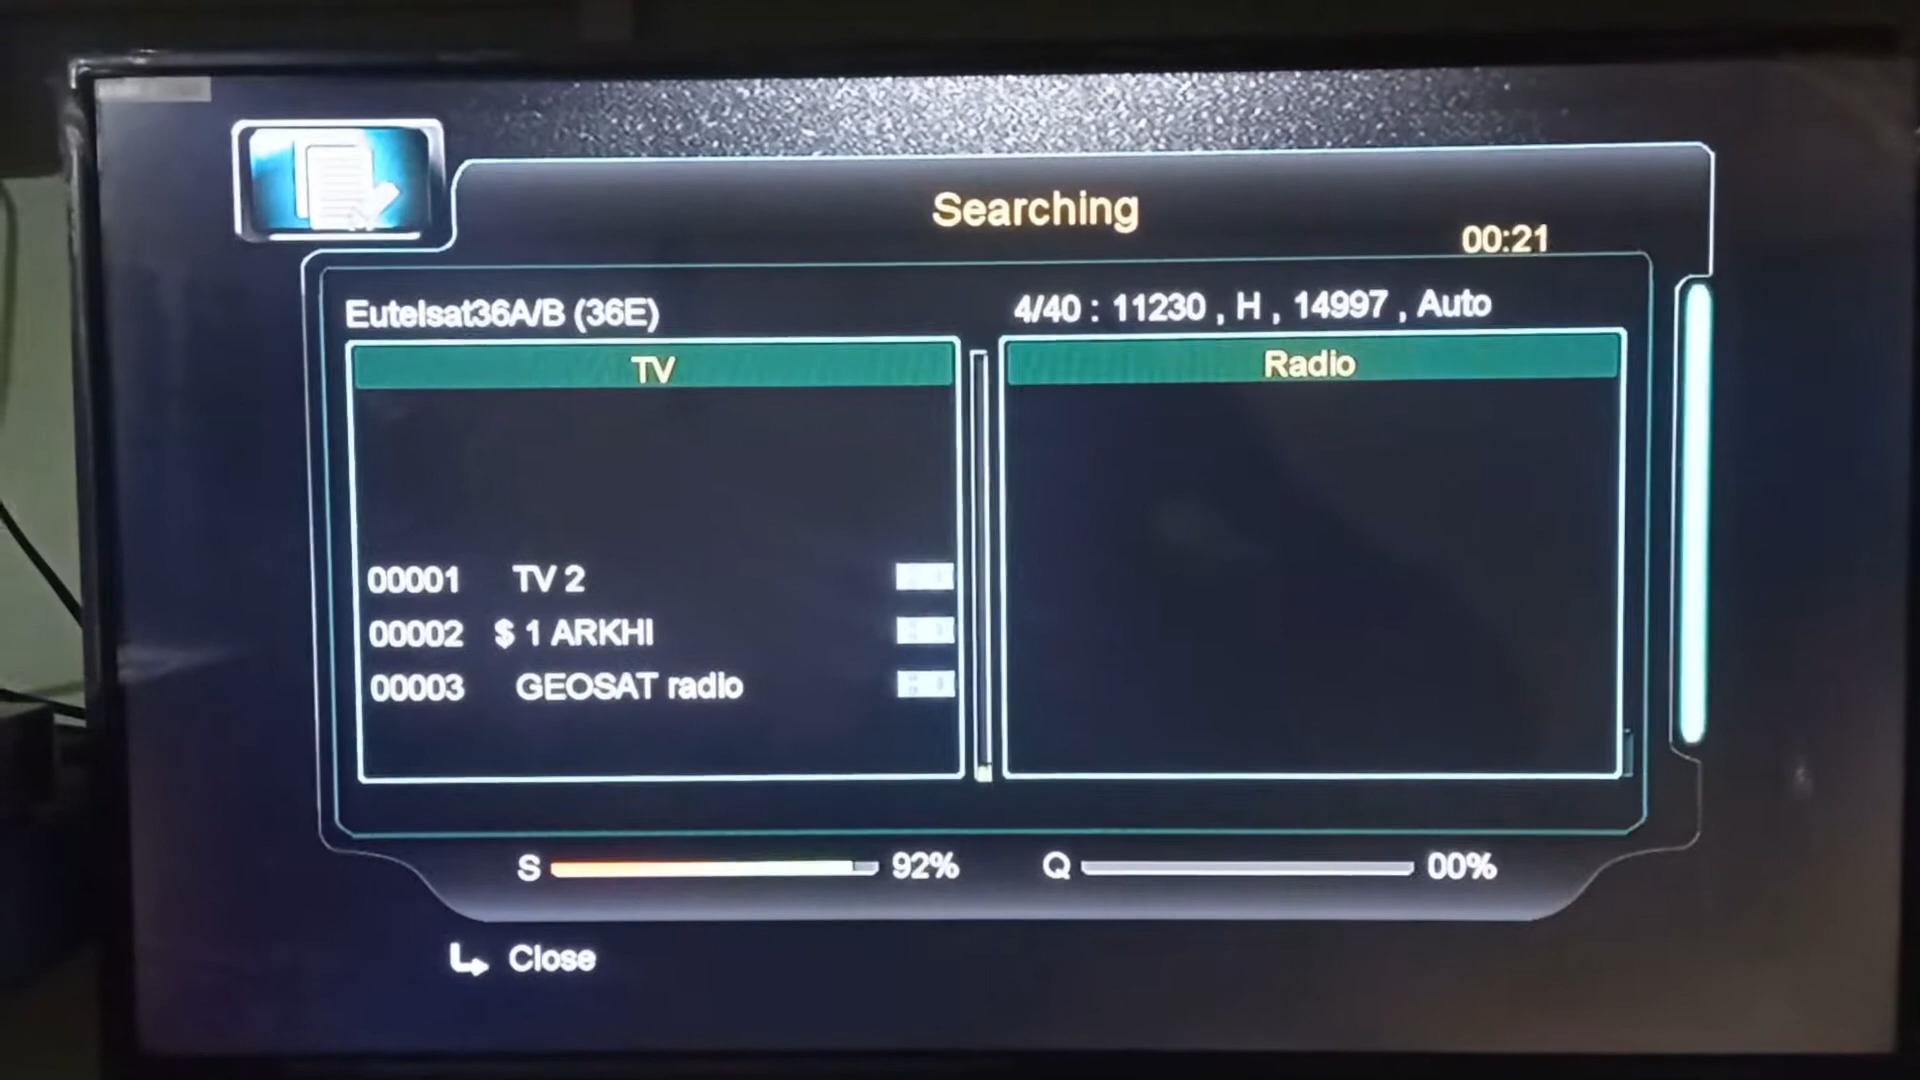 Searching
00:21
Eutelsat36A/B (36E)
4/40 : 11230 , H , 14997 , Auto
TV
Radio
00001 TV 2
00002 $ 1 ARKHI
00003 GEOSAT radio
S 92%
Q 00%
Close